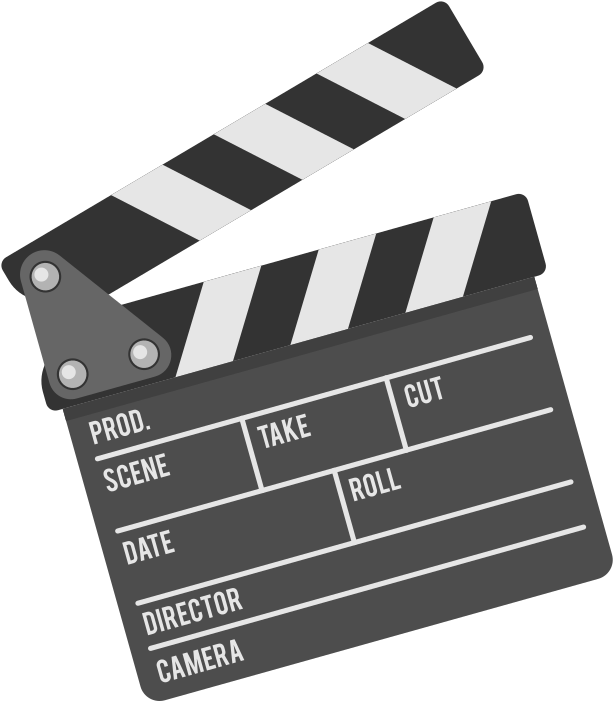 PROD.
SCENE TAKE CUT
DATE ROLL
DIRECTOR
CAMERA